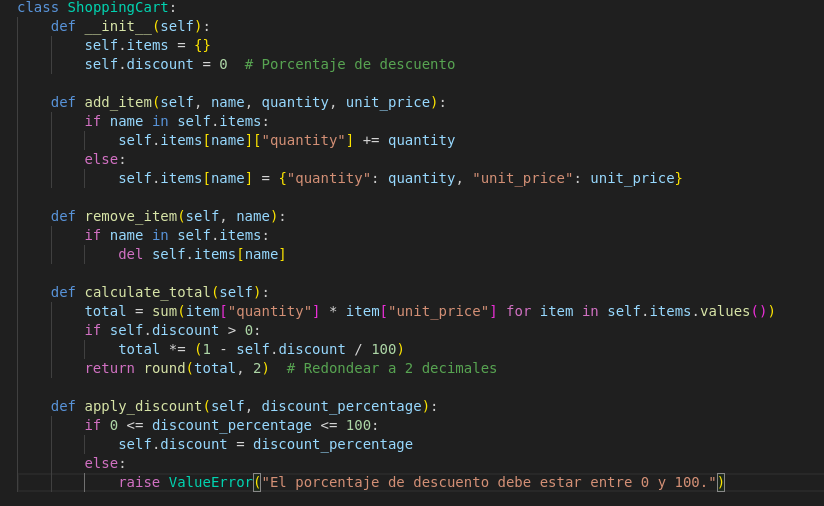 class ShoppingCart:
    def __init__(self):
        self.items = {}
        self.discount = 0  # Porcentaje de descuento

    def add_item(self, name, quantity, unit_price):
        if name in self.items:
            self.items[name]["quantity"] += quantity
        else:
            self.items[name] = {"quantity": quantity, "unit_price": unit_price}

    def remove_item(self, name):
        if name in self.items:
            del self.items[name]

    def calculate_total(self):
        total = sum(item["quantity"] * item["unit_price"] for item in self.items.values())
        if self.discount > 0:
            total *= (1 - self.discount / 100)
        return round(total, 2)  # Redondear a 2 decimales

    def apply_discount(self, discount_percentage):
        if 0 <= discount_percentage <= 100:
            self.discount = discount_percentage
        else:
            raise ValueError("El porcentaje de descuento debe estar entre 0 y 100.")